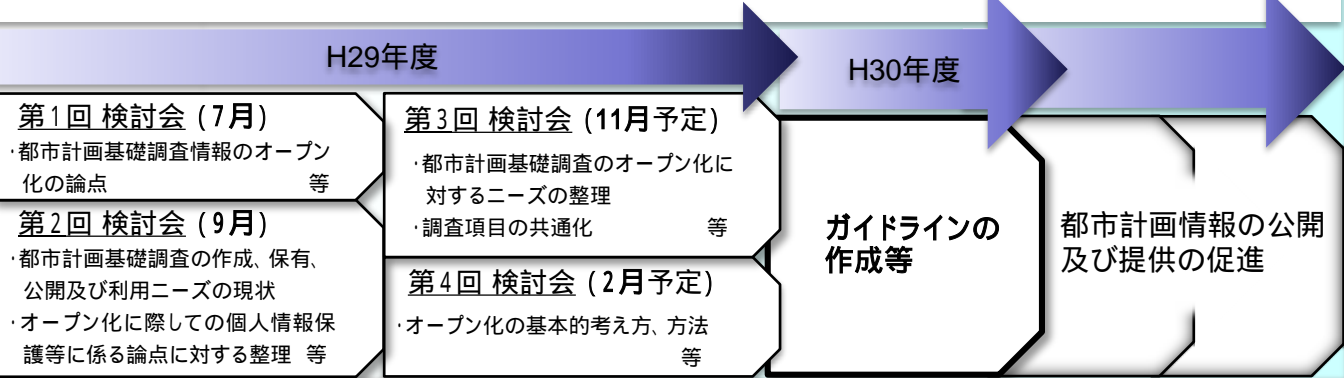 H29年度
H30年度
第1回 検討会 (7月)
・都市計画基礎調査情報のオープン
化の論点 等
第2回 検討会 (9月)
・都市計画基礎調査の作成、保有、
公開及び利用ニーズの現状
・オープン化に際しての個人情報保
護等に係る論点に対する整理 等
第3回 検討会 (11月予定)
・都市計画基礎調査のオープン化に
対するニーズの整理
・調査項目の共通化 等
第4回 検討会 (2月予定)
・オープン化の基本的考え方、方法
等
ガイドラインの
作成等
都市計画情報の公開
及び提供の促進